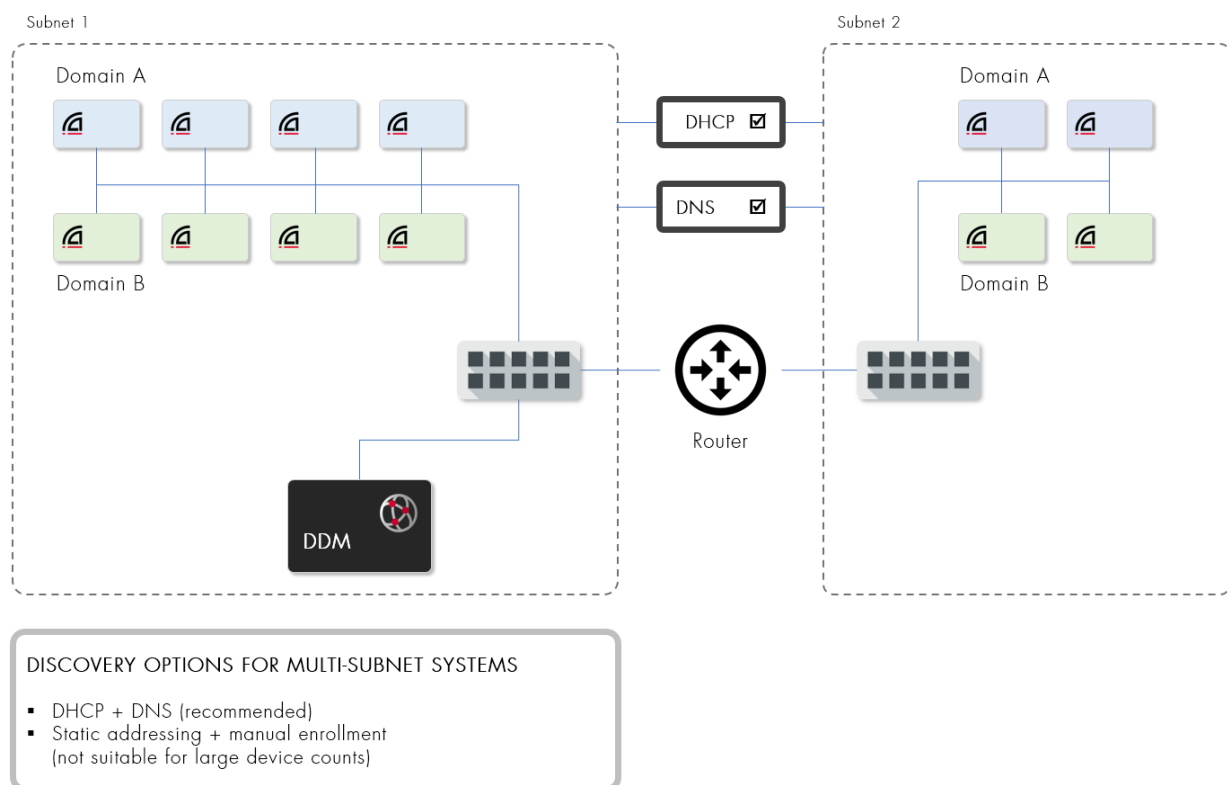 Subnet 1
Subnet 2
Domain A
Domain A
DHCP
DNS
Domain B
Domain B
Router
DDM
DISCOVERY OPTIONS FOR MULTI-SUBNET SYSTEMS
▪ DHCP + DNS (recommended)
▪ Static addressing + manual enrollment
(not suitable for large device counts)